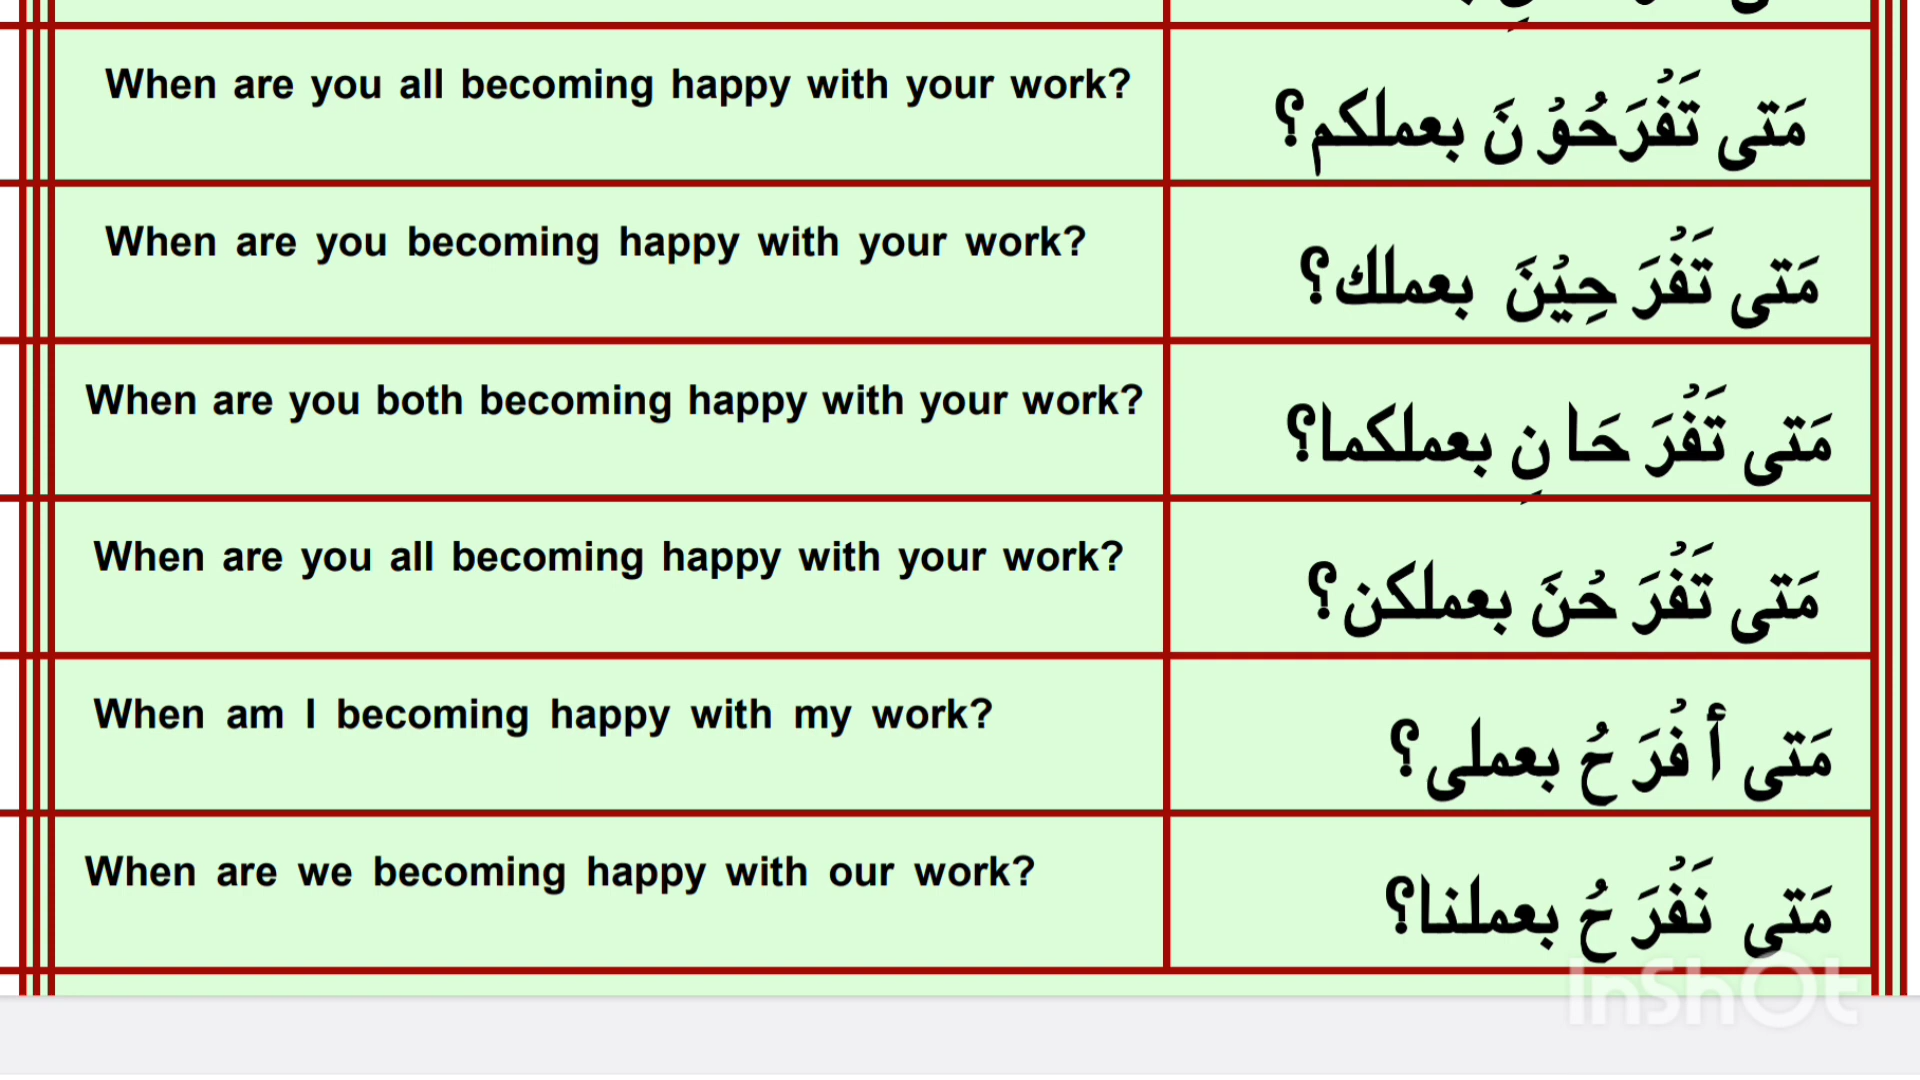 When are you all becoming happy with your work?
مَتى تَفُرَحُوُ نَ بعملكم؟
When are you becoming happy with your work?
مَتى تَفُرَ حِيُنَ بعملك؟
When are you both becoming happy with your work?
مَتى تَفُرَ حَا نِ بعملكما؟
When are you all becoming happy with your work?
مَتى تَفُرَ حُنَ بعملكن؟
When am I becoming happy with my work?
مَتى أ فُرَ حُ بعملى؟
When are we becoming happy with our work?
مَتى نَفُرَ حُ بعملنا؟
InShOt